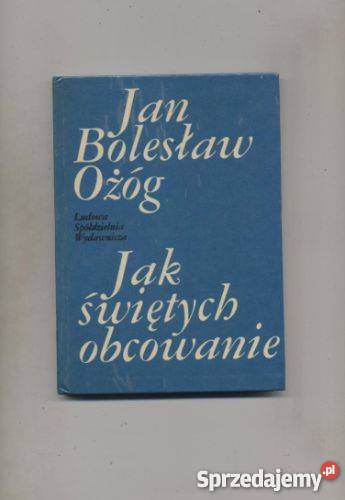 Jan
Bolesław
Ożóg
Ludowa
Spółdzielnia
Wydawnicza
Jak
świętych
obcowanie
Sprzedajemy.pl